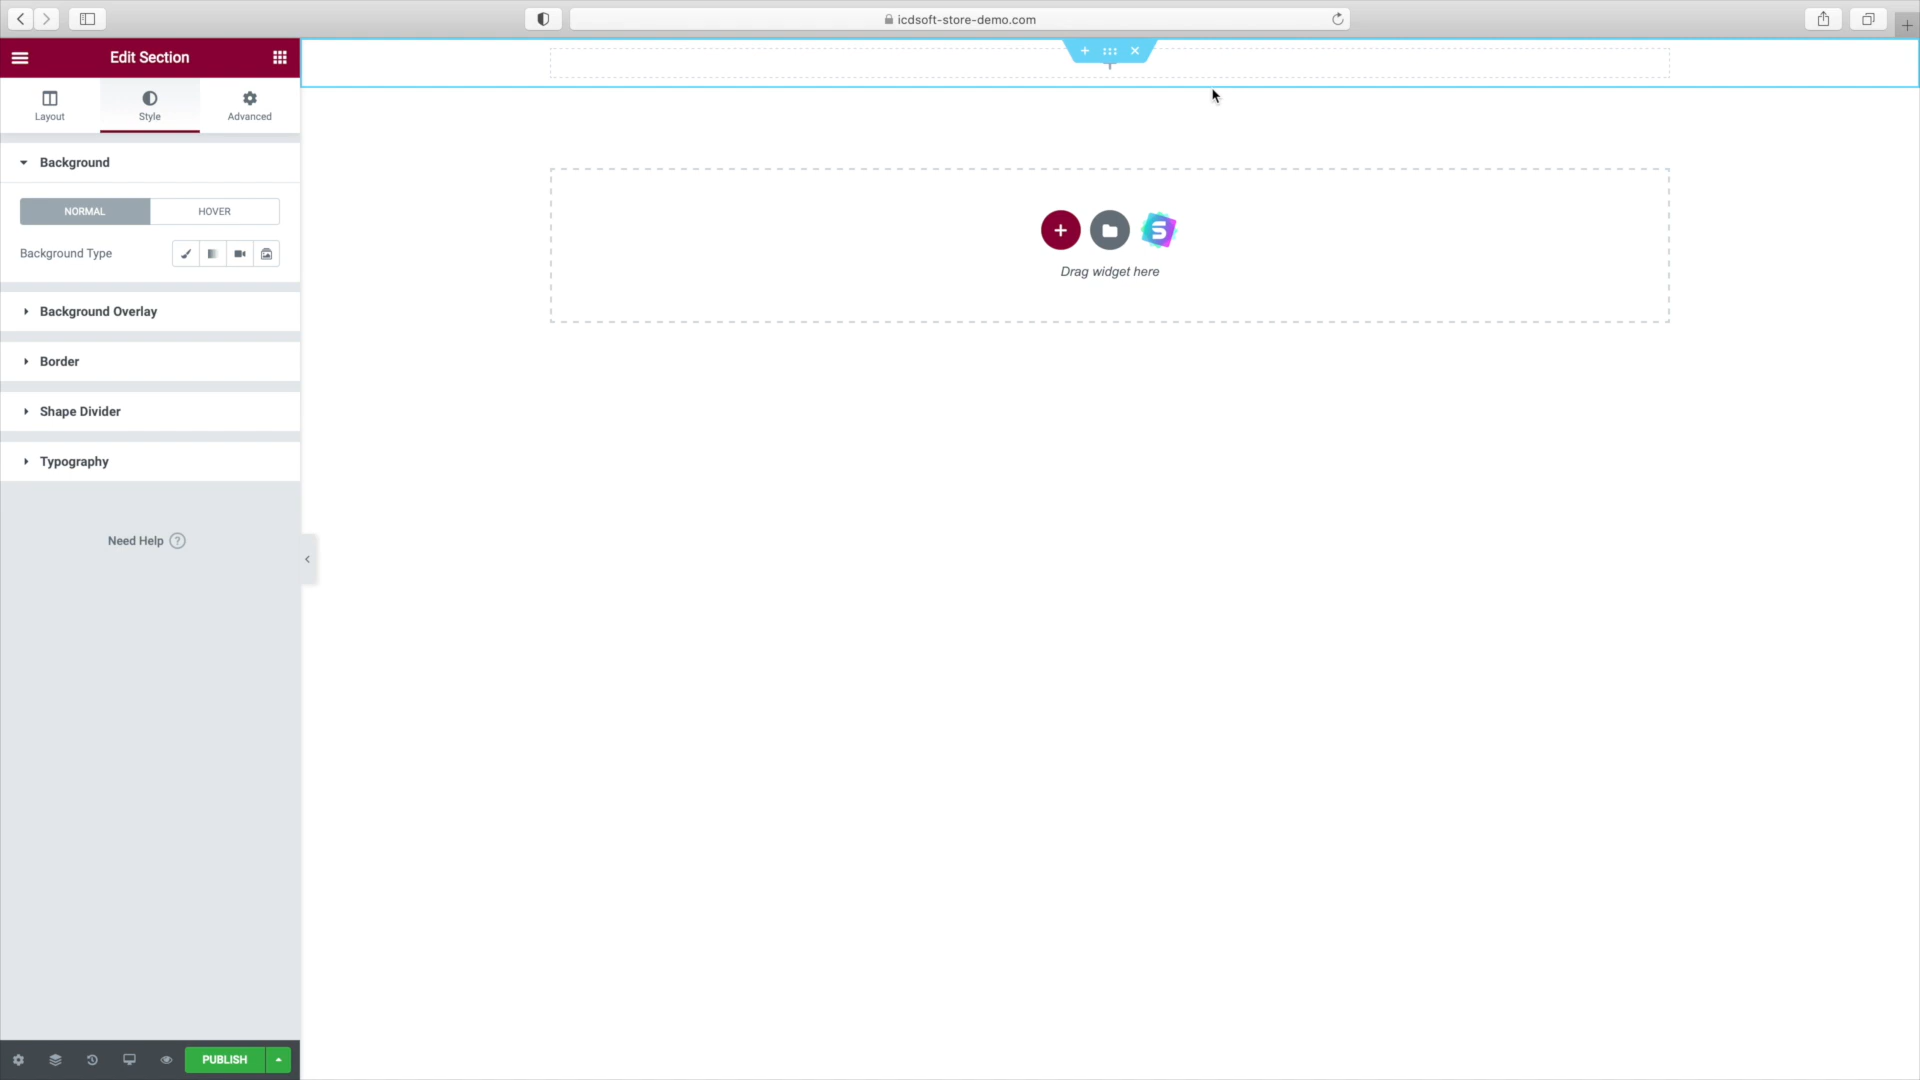 icdsoft-store-demo.com
Edit Section
Layout
Style
Advanced
Background
NORMAL
HOVER
Background Type
Background Overlay
Border
Shape Divider
Typography
Need Help ?
PUBLISH
Drag widget here